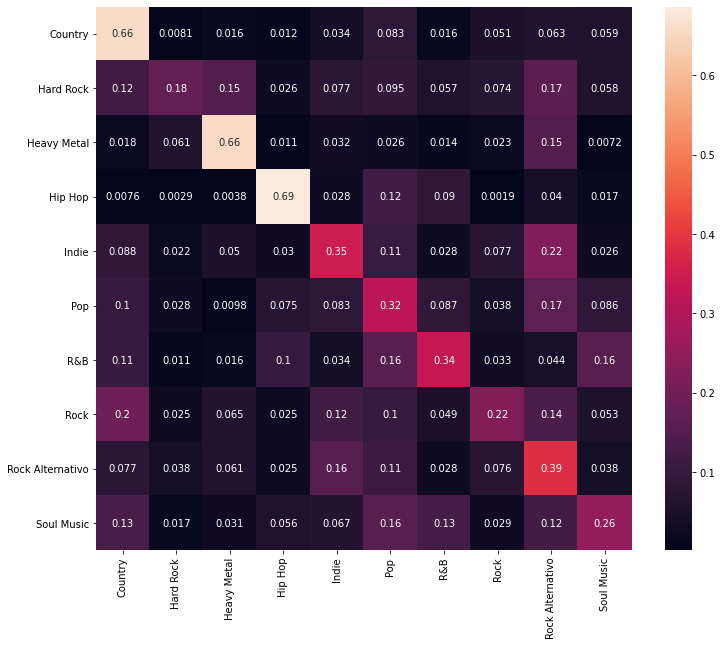 Country 0.66 0.0081 0.016 0.012 0.034 0.083 0.016 0.051 0.063 0.059
Hard Rock 0.12 0.18 0.15 0.026 0.077 0.095 0.057 0.074 0.17 0.058
Heavy Metal 0.018 0.061 0.66 0.011 0.032 0.026 0.014 0.023 0.15 0.0072
Hip Hop 0.0076 0.0029 0.0038 0.69 0.028 0.12 0.09 0.0019 0.04 0.017
Indie 0.088 0.022 0.05 0.03 0.35 0.11 0.028 0.077 0.22 0.026
Pop 0.1 0.028 0.0098 0.075 0.083 0.32 0.087 0.038 0.17 0.086
R&B 0.11 0.011 0.016 0.1 0.034 0.16 0.34 0.033 0.044 0.16
Rock 0.2 0.025 0.065 0.025 0.12 0.1 0.049 0.22 0.14 0.053
Rock Alternativo 0.077 0.038 0.061 0.025 0.16 0.11 0.028 0.076 0.39 0.038
Soul Music 0.13 0.017 0.031 0.056 0.067 0.16 0.13 0.029 0.12 0.26
Country Hard Rock Heavy Metal Hip Hop Indie Pop R&B Rock Rock Alternativo Soul Music
0.6
0.5
0.4
0.3
0.2
0.1